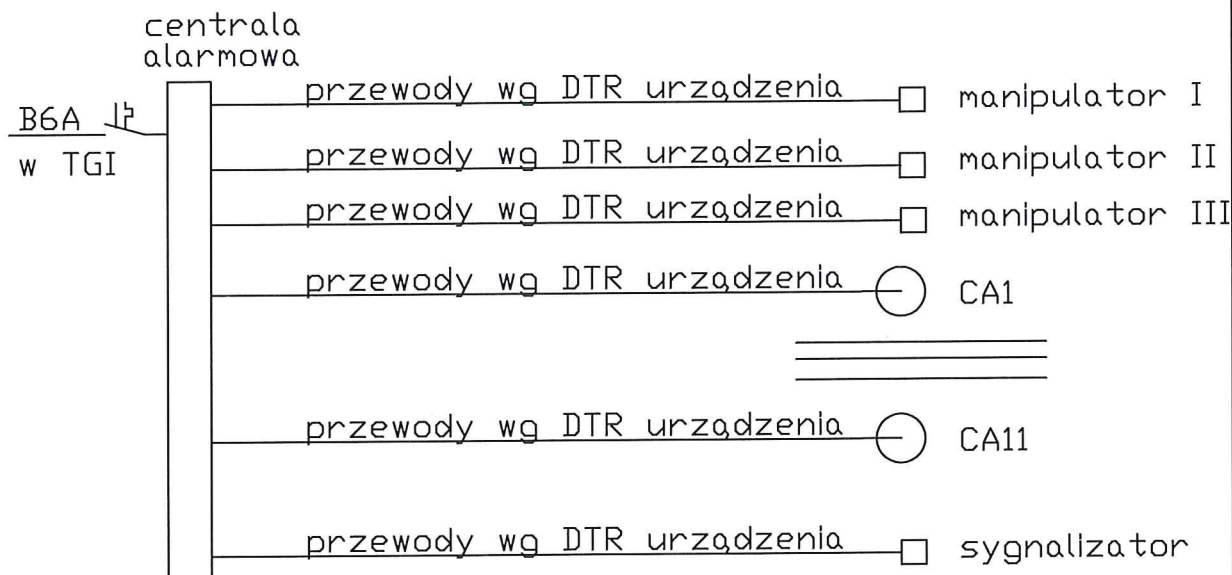 centrala
alarmowa
B6A
w TGI
przewody wg DTR urządzenia
manipulator I
przewody wg DTR urządzenia
manipulator II
przewody wg DTR urządzenia
manipulator III
przewody wg DTR urządzenia
CA1
przewody wg DTR urządzenia
CA11
przewody wg DTR urządzenia
sygnalizator